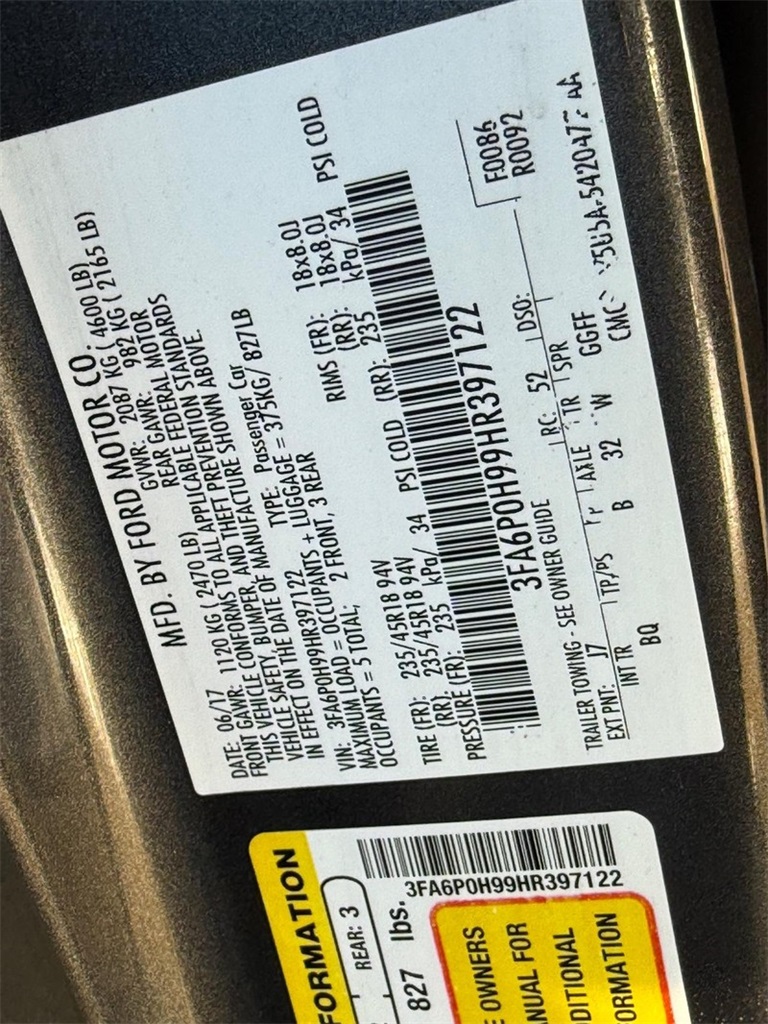 MFD. BY FORD MOTOR CO.
DATE: 06/17 GVWR: 2087 KG ( 4600 LB)
FRONT GAWR: 1120 KG ( 2470 LB) REAR GAWR: 982 KG ( 2165 LB)
THIS VEHICLE CONFORMS TO ALL APPLICABLE FEDERAL MOTOR
VEHICLE SAFETY, BUMPER, AND THEFT PREVENTION STANDARDS
IN EFFECT ON THE DATE OF MANUFACTURE SHOWN ABOVE.
VIN: 3FA6P0H99HR397122 TYPE: Passenger Car
MAXIMUM LOAD = OCCUPANTS + LUGGAGE = 375KG/ 827LB
OCCUPANTS = 5 TOTAL; 2 FRONT, 3 REAR
TIRE (FR): 235/45R18 94V RIMS (FR): 18x8.0J
(RR): 235/45R18 94V (RR): 18x8.0J
PRESSURE (FR): 235 kPa/ 34 PSI COLD (RR): 235 kPa/ 34 PSI COLD
3FA6P0H99HR397122
F0086
R0092
TRAILER TOWING - SEE OWNER GUIDE RC: 52 DSO:
EXT PNT: J7
INT TR TP/PS AXLE TR SPR
BQ B 32 W GGFF
FORMATION
REAR: 3
827 lbs.
3FA6P0H99HR397122
OWNERS
ANUAL FOR
DDITIONAL
ORMATION